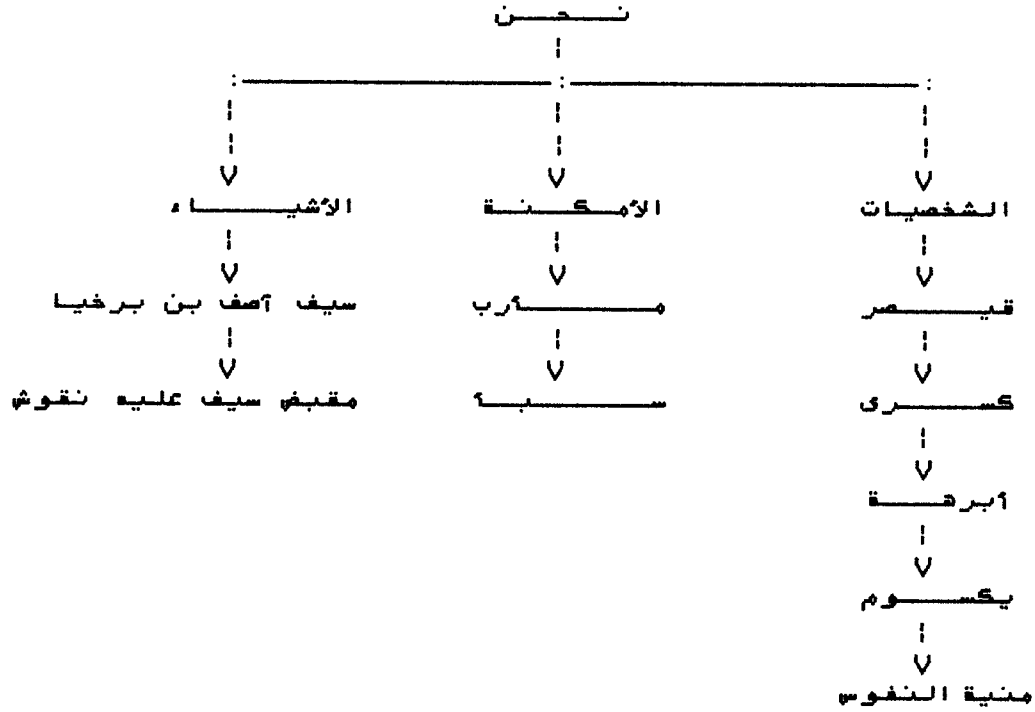 نحن
الشخصيات الأمكنة الأشياء
قيصر مأرب سيف آصف بن برخيا
كسرى سبأ مقبض سيف عليه نقوش
أبرهة
يكسوم
منية النفوس